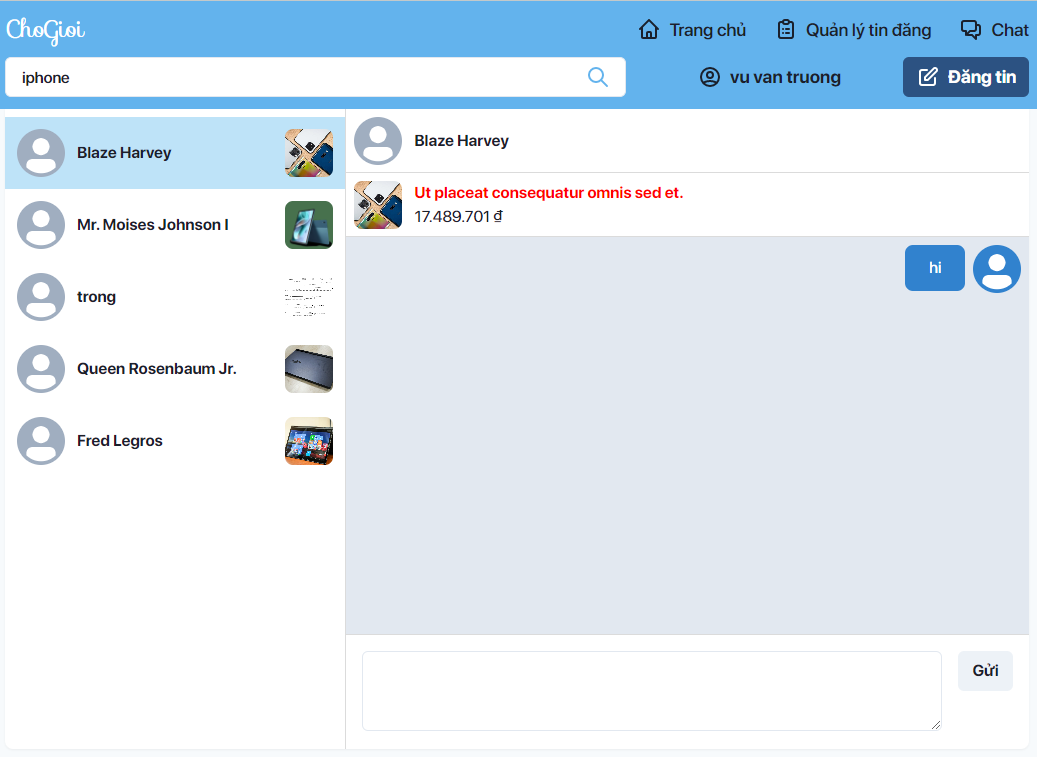 ChoGioi
Trang chủ
Quản lý tin đăng
Chat
iphone
vu van truong
Đăng tin
Blaze Harvey
Mr. Moises Johnson I
trong
Queen Rosenbaum Jr.
Fred Legros
Blaze Harvey
Ut placeat consequatur omnis sed et.
17.489.701 ₫
hi
Gửi